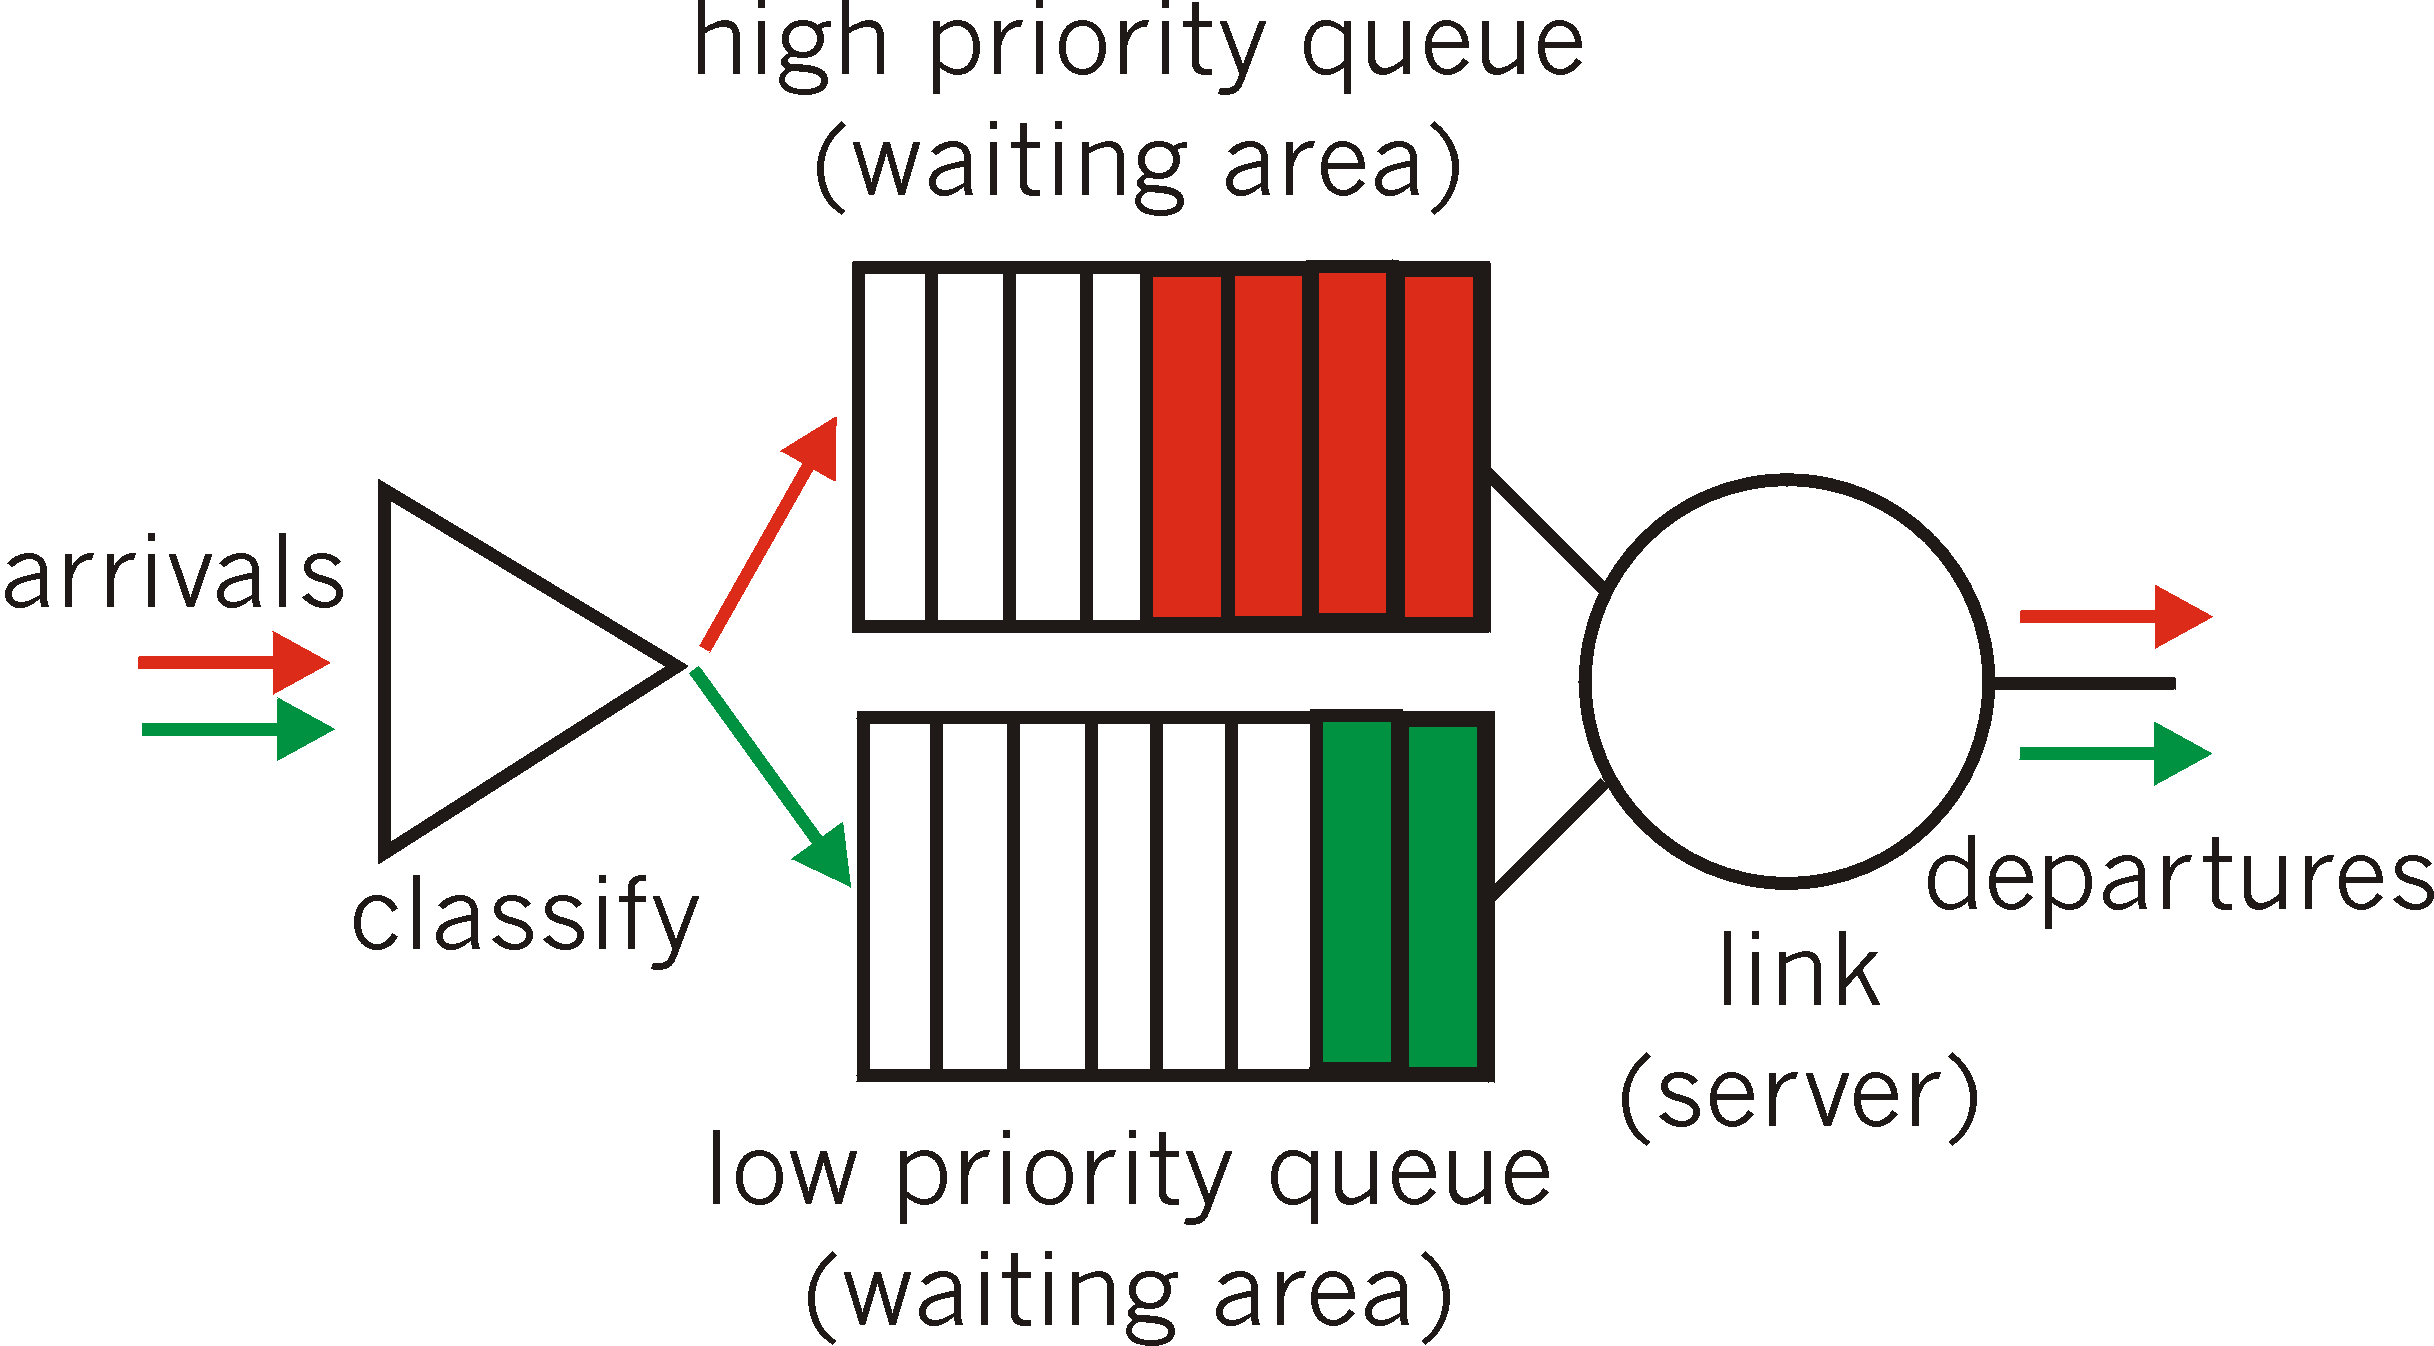 high priority queue
(waiting area)
arrivals
classify
departures
link
(server)
low priority queue
(waiting area)